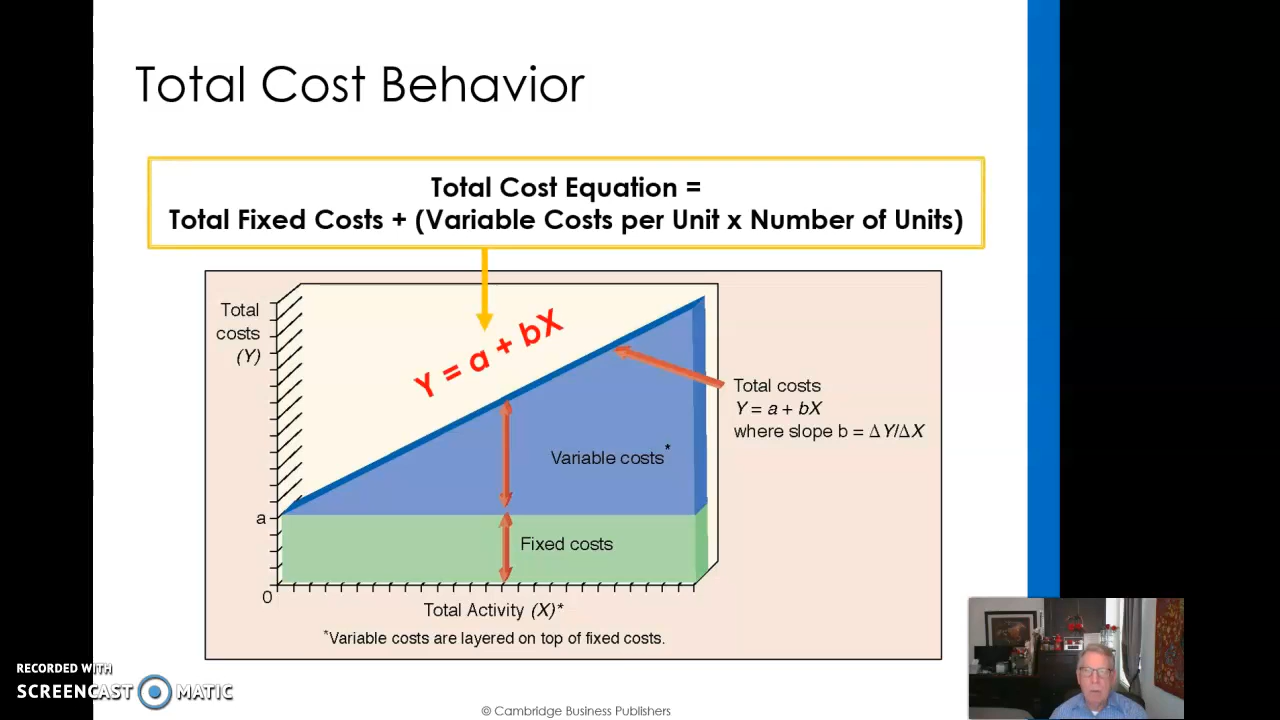 Total Cost Behavior
Total Cost Equation =
Total Fixed Costs + (Variable Costs per Unit x Number of Units)
Total
costs
(Y)
Y = a + bX
Total costs
Y = a + bX
where slope b = ΔY/ΔX
Variable costs*
a
Fixed costs
0
Total Activity (X)*
*Variable costs are layered on top of fixed costs.
RECORDED WITH
SCREENCAST MATIC
© Cambridge Business Publishers